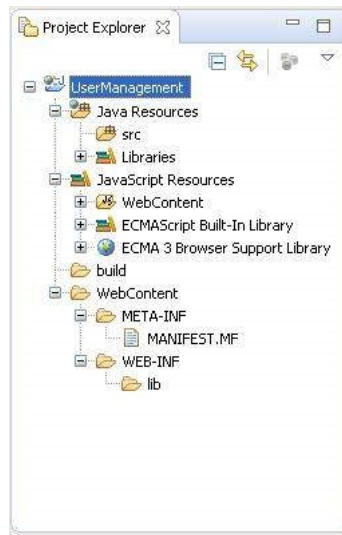 Project Explorer
UserManagement
Java Resources
src
Libraries
JavaScript Resources
WebContent
ECMAScript Built-In Library
ECMA 3 Browser Support Library
build
WebContent
META-INF
MANIFEST.MF
WEB-INF
lib